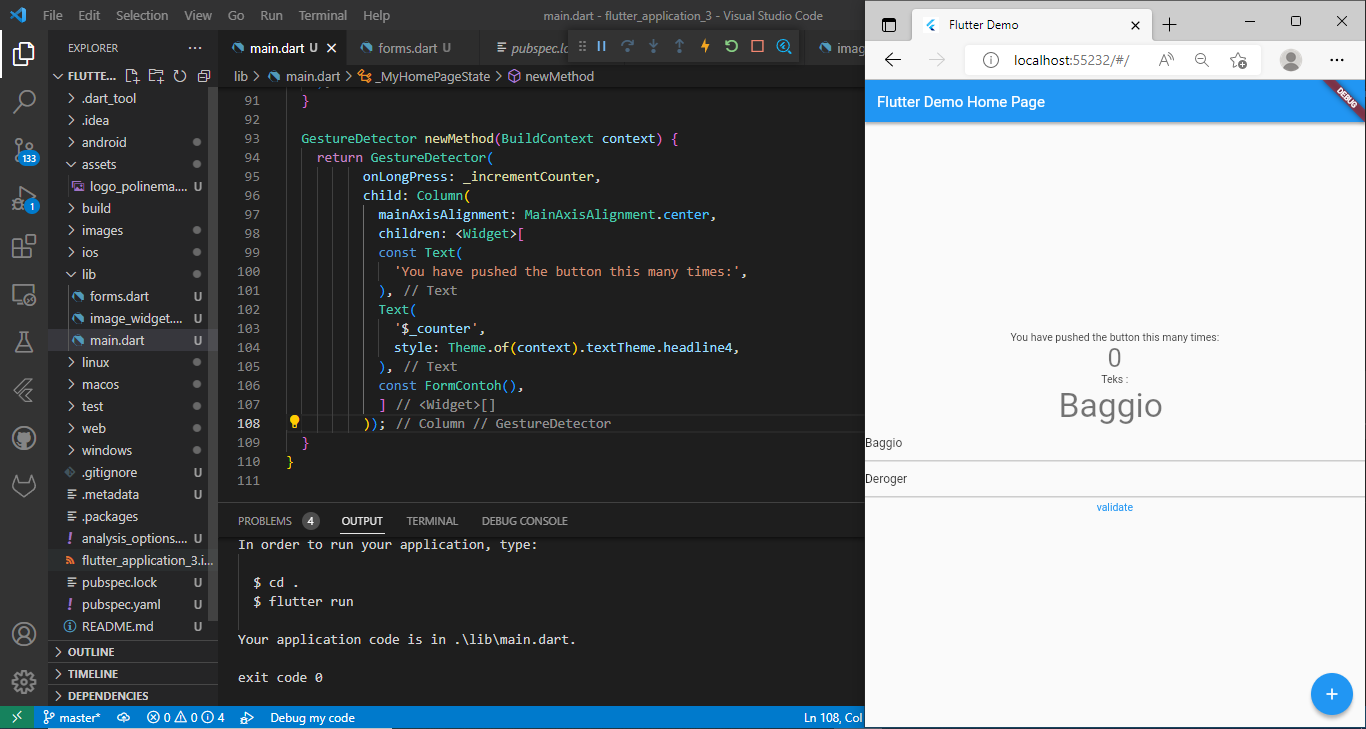 File Edit Selection View Go Run Terminal Help
main.dart - flutter_application_3 - Visual Studio Code
EXPLORER
FLUTTE...
.dart_tool
.idea
android
assets
logo_polinema.... U
build
images
ios
lib
forms.dart U
image_widget.... U
main.dart U
linux
macos
test
web
windows
.gitignore U
.metadata U
.packages
analysis_options.... U
flutter_application_3.i...
pubspec.lock U
pubspec.yaml U
README.md U
OUTLINE
TIMELINE
DEPENDENCIES
133
1
main.dart U
forms.dart U
pubspec.lc
imag
lib > main.dart > _MyHomePageState > newMethod
91 }
92
93 GestureDetector newMethod(BuildContext context) {
94 return GestureDetector(
95 onLongPress: _incrementCounter,
96 child: Column(
97 mainAxisAlignment: MainAxisAlignment.center,
98 children: <Widget>[
99 const Text(
100 'You have pushed the button this many times:',
101 ), // Text
102 Text(
103 '$_counter',
104 style: Theme.of(context).textTheme.headline4,
105 ), // Text
106 const FormContoh(),
107 ] // <Widget>[]
108 )); // Column // GestureDetector
109 }
110 }
111
PROBLEMS 4 OUTPUT TERMINAL DEBUG CONSOLE
In order to run your application, type:
$ cd .
$ flutter run
Your application code is in .\lib\main.dart.
exit code 0
master* 0 0 4 Debug my code
Ln 108, Col
Flutter Demo
localhost:55232/#/
Flutter Demo Home Page
DEBUG
You have pushed the button this many times:
0
Teks :
Baggio
Baggio
Deroger
validate